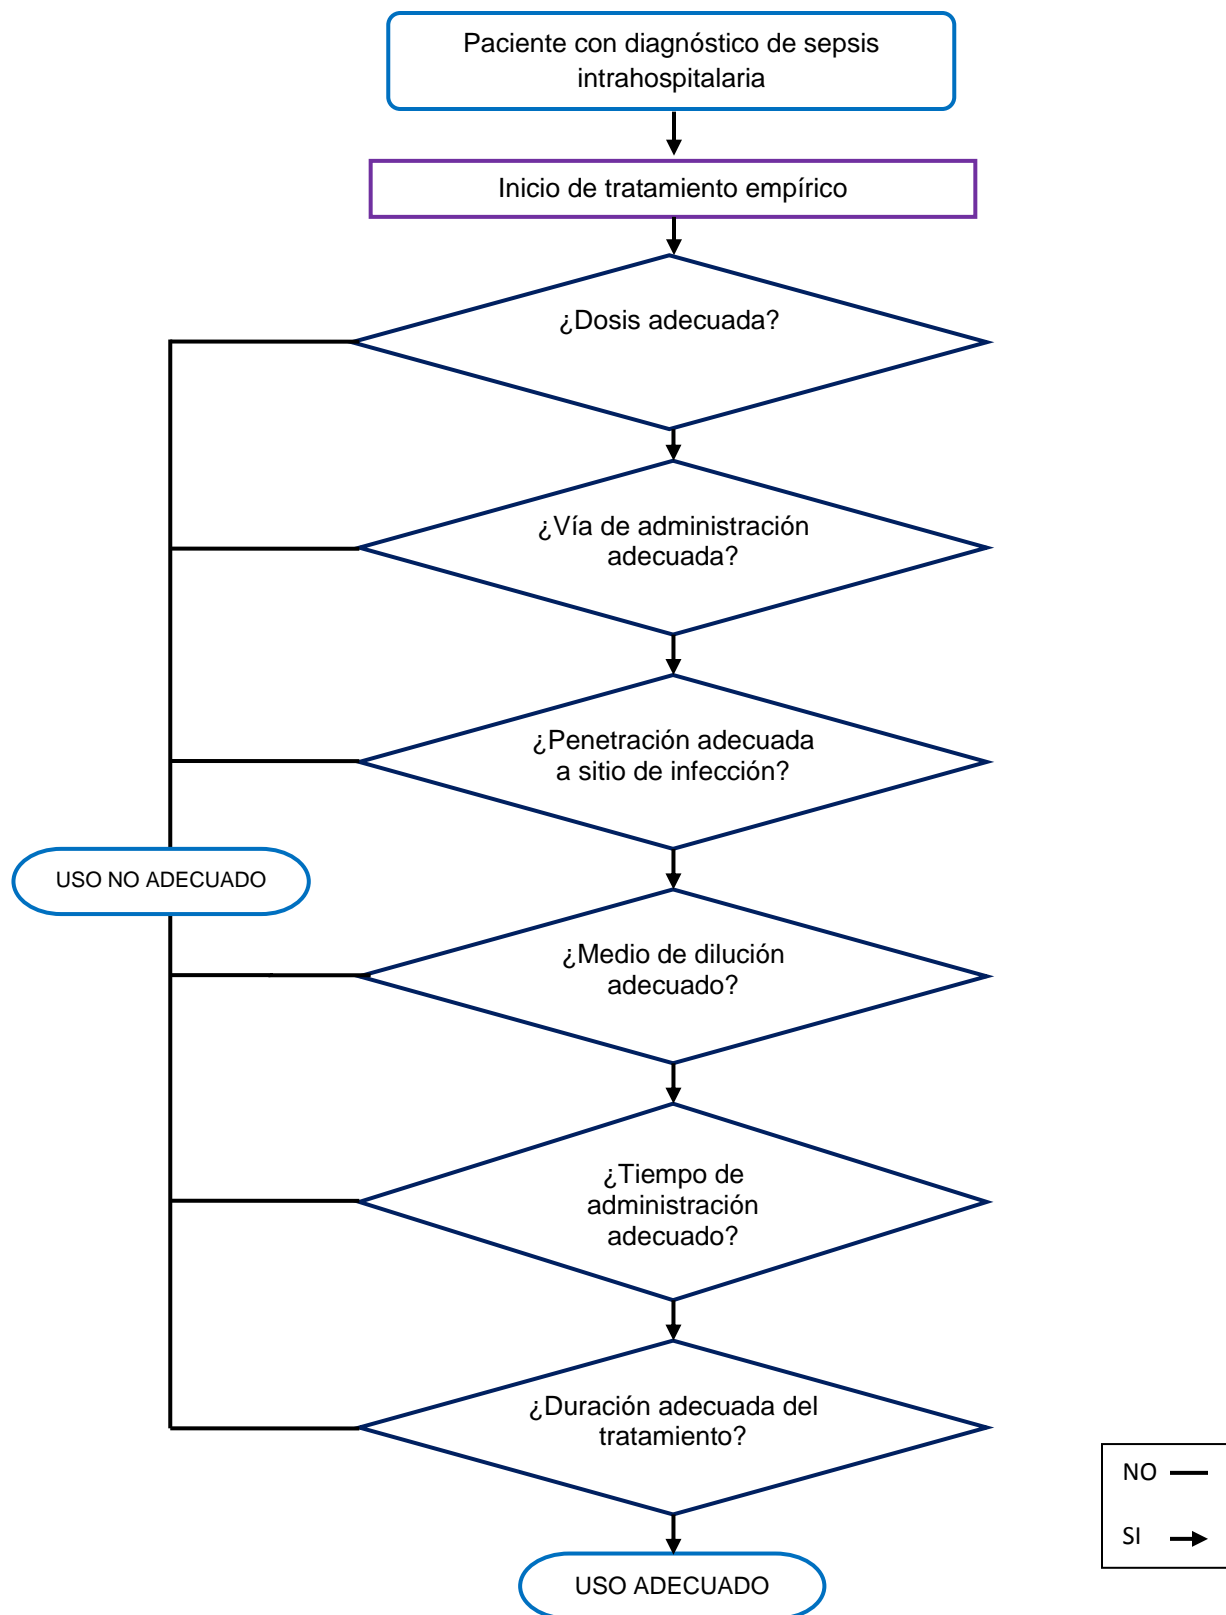 Paciente con diagnóstico de sepsis
intrahospitalaria
Inicio de tratamiento empírico
¿Dosis adecuada?
¿Vía de administración
adecuada?
¿Penetración adecuada
a sitio de infección?
USO NO ADECUADO
¿Medio de dilución
adecuado?
¿Tiempo de
administración
adecuado?
¿Duración adecuada del
tratamiento?
NO
SI
USO ADECUADO